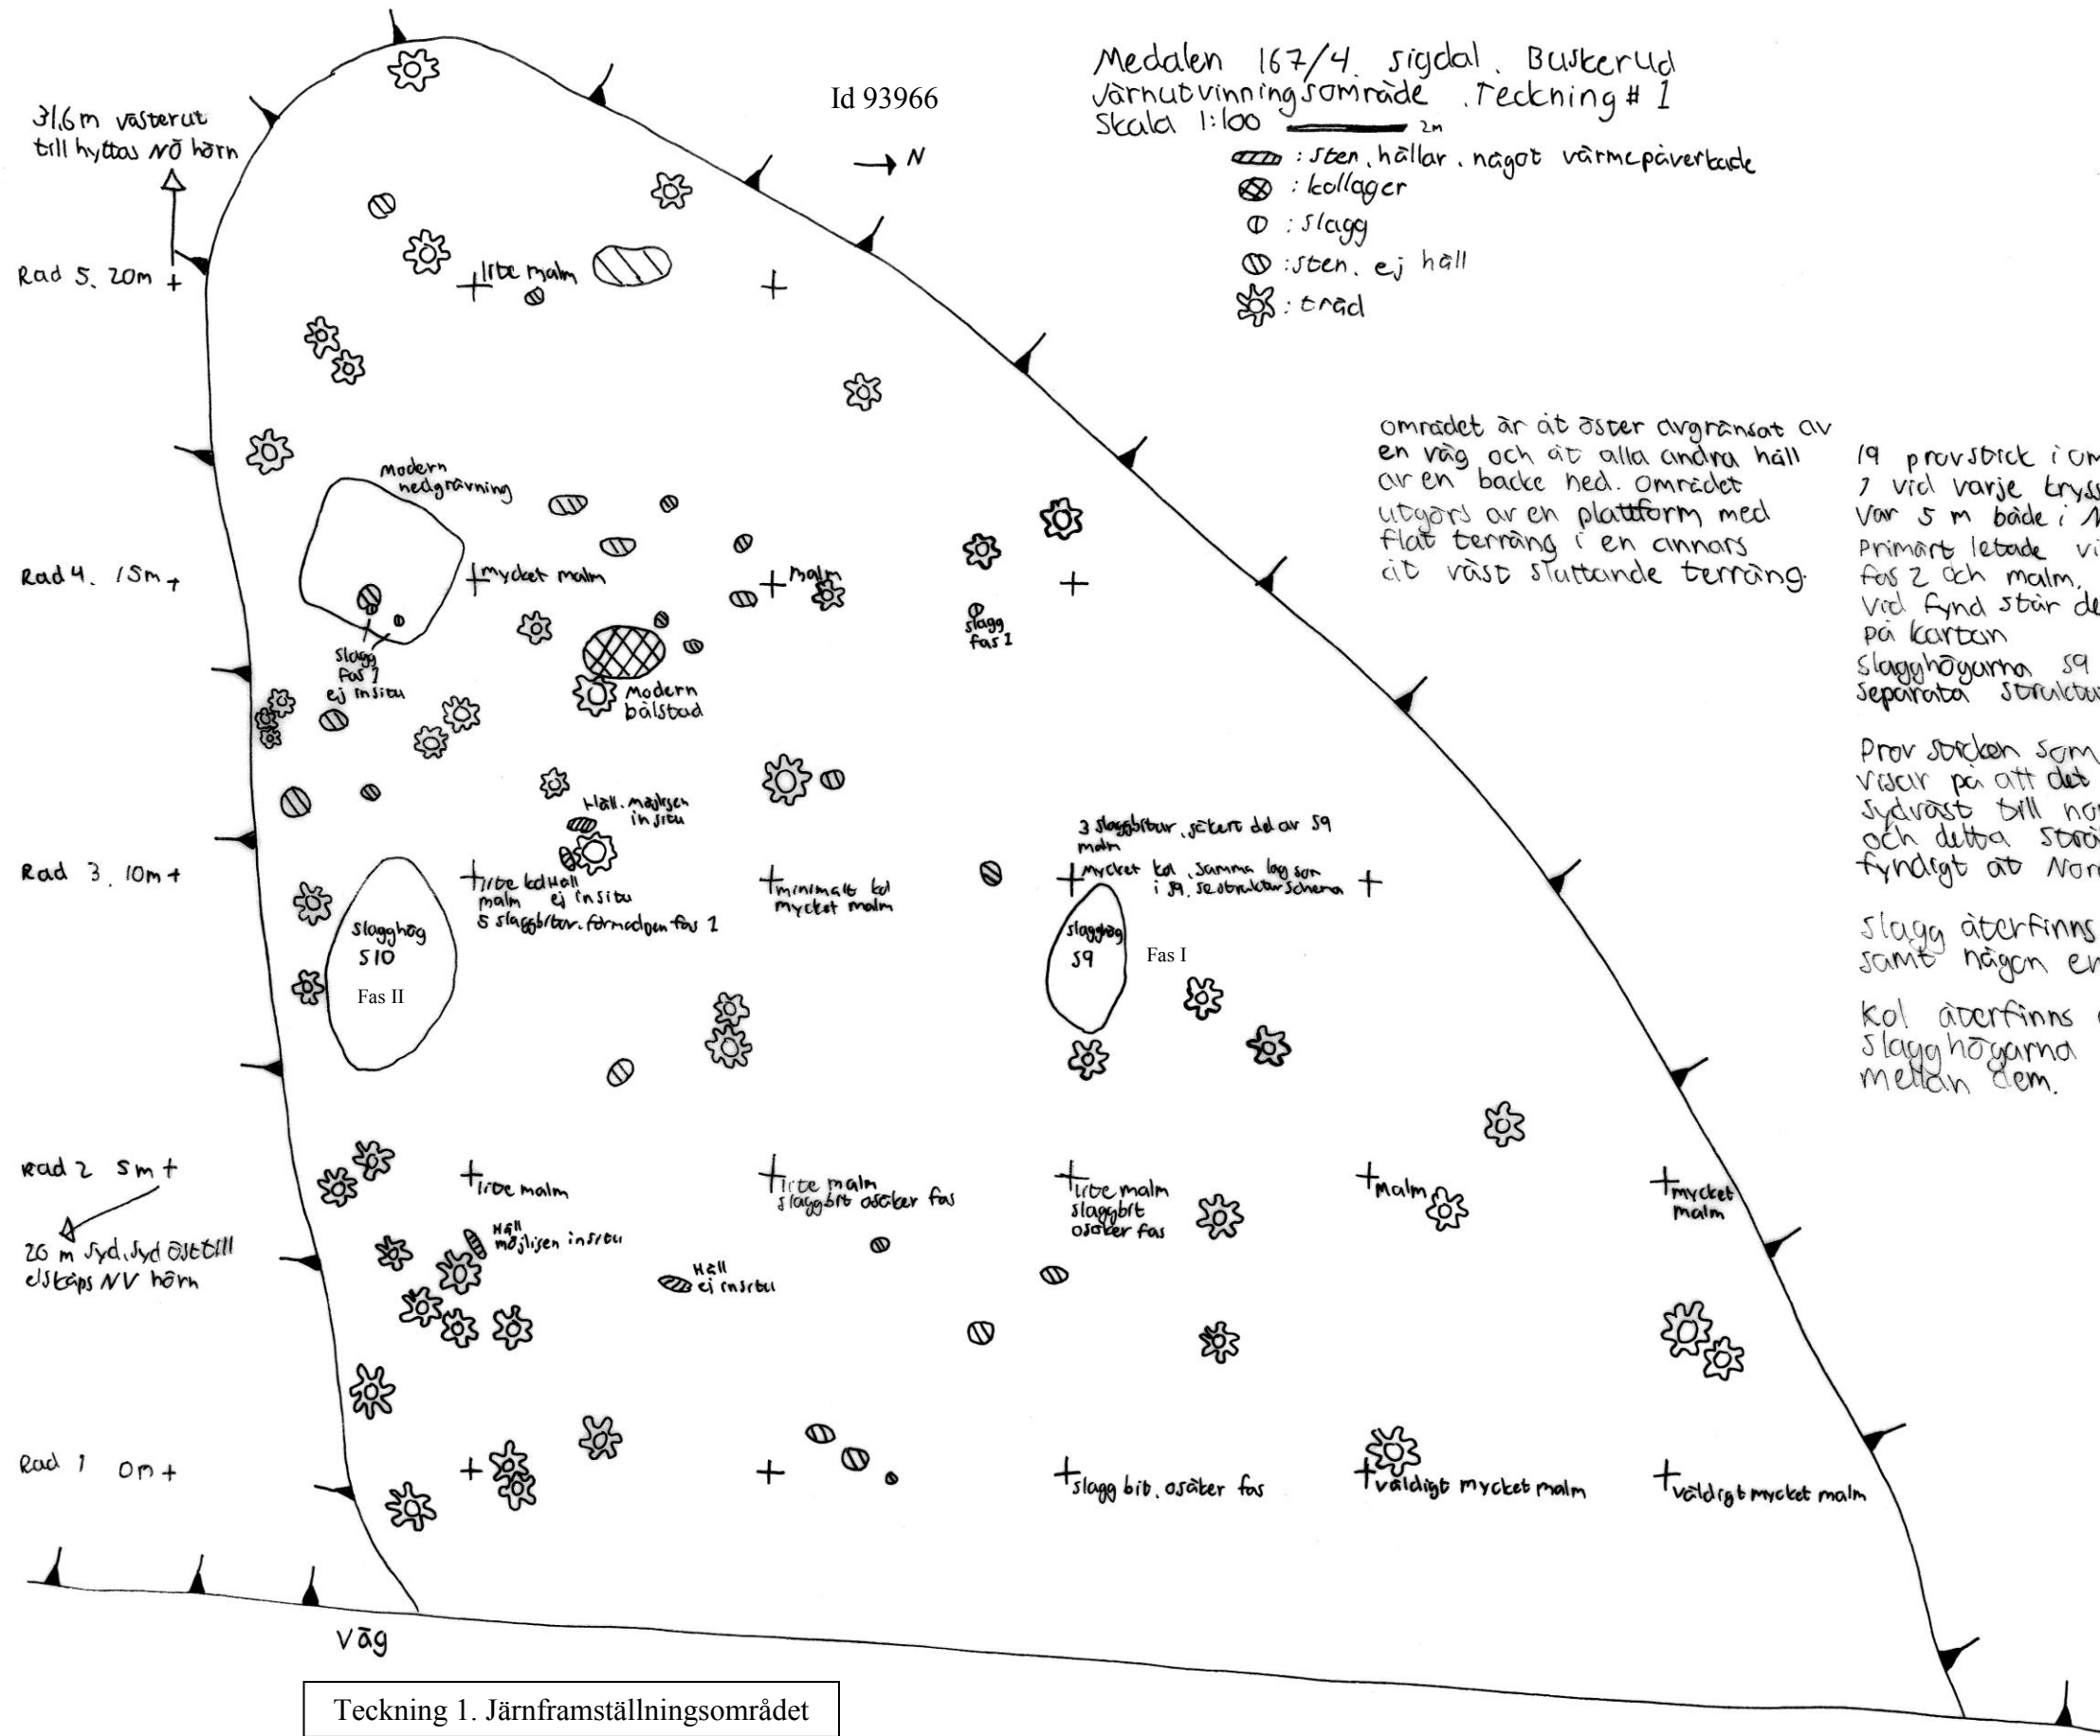 Medalen 167/4. Sigdal. Buskerud
Järnutvinningsområde. Teckning # 1
Skala 1:100 2m
: sten, hällar, något värmepåverkade
: kollager
: slagg
: sten, ej häll
: träd
Id 93966
N
31,6 m västerut
till hyttas NÖ hörn
Rad 5. 20m
lite malm
området är åt öster avgränsat av
en väg och åt alla andra håll
av en backe ned. området
utgörs av en plattform med
flat terräng i en annars
åt väst sluttande terräng.
19 provstick i om
1 vid varje kryss
var 5 m både i N
Primärt letade vi
fas 2 och malm.
Vid fynd står de
på kartan
Slagghögarna S9
separata struktur
Prov sticken som
visar på att det
sydväst till nor
och detta strä
fyndigt åt Nor
Slagg återfinns
samt någon en
Kol återfinns
slagghögarna
mellan dem.
Modern
nedgrävning
Rad 4. 15m
mycket malm
malm
slagg
fas 1
ej insitu
slagg
fas 1
Modern
bålstad
Häll. möjligen
insitu
Rad 3. 10m
lite kol
malm
5 slaggbitar. förmodgen fas 1
Häll
ej insitu
minimalt kol
mycket malm
3 slaggbitar, säkert del av S9
malm
mycket kol, samma lag som
i S9, se strukturschema
slagghög
S10
Fas II
slagghög
S9
Fas I
Rad 2 5m
lite malm
lite malm
slaggbit osäker fas
lite malm
slaggbit
osäker fas
malm
mycket
malm
26 m syd, syd öst till
elskåps NV hörn
Häll
möjligen insitu
Häll
ej insitu
Rad 1 0m
slagg bit. osäker fas
väldigt mycket malm
väldigt mycket malm
väg
Teckning 1. Järnframställningsområdet